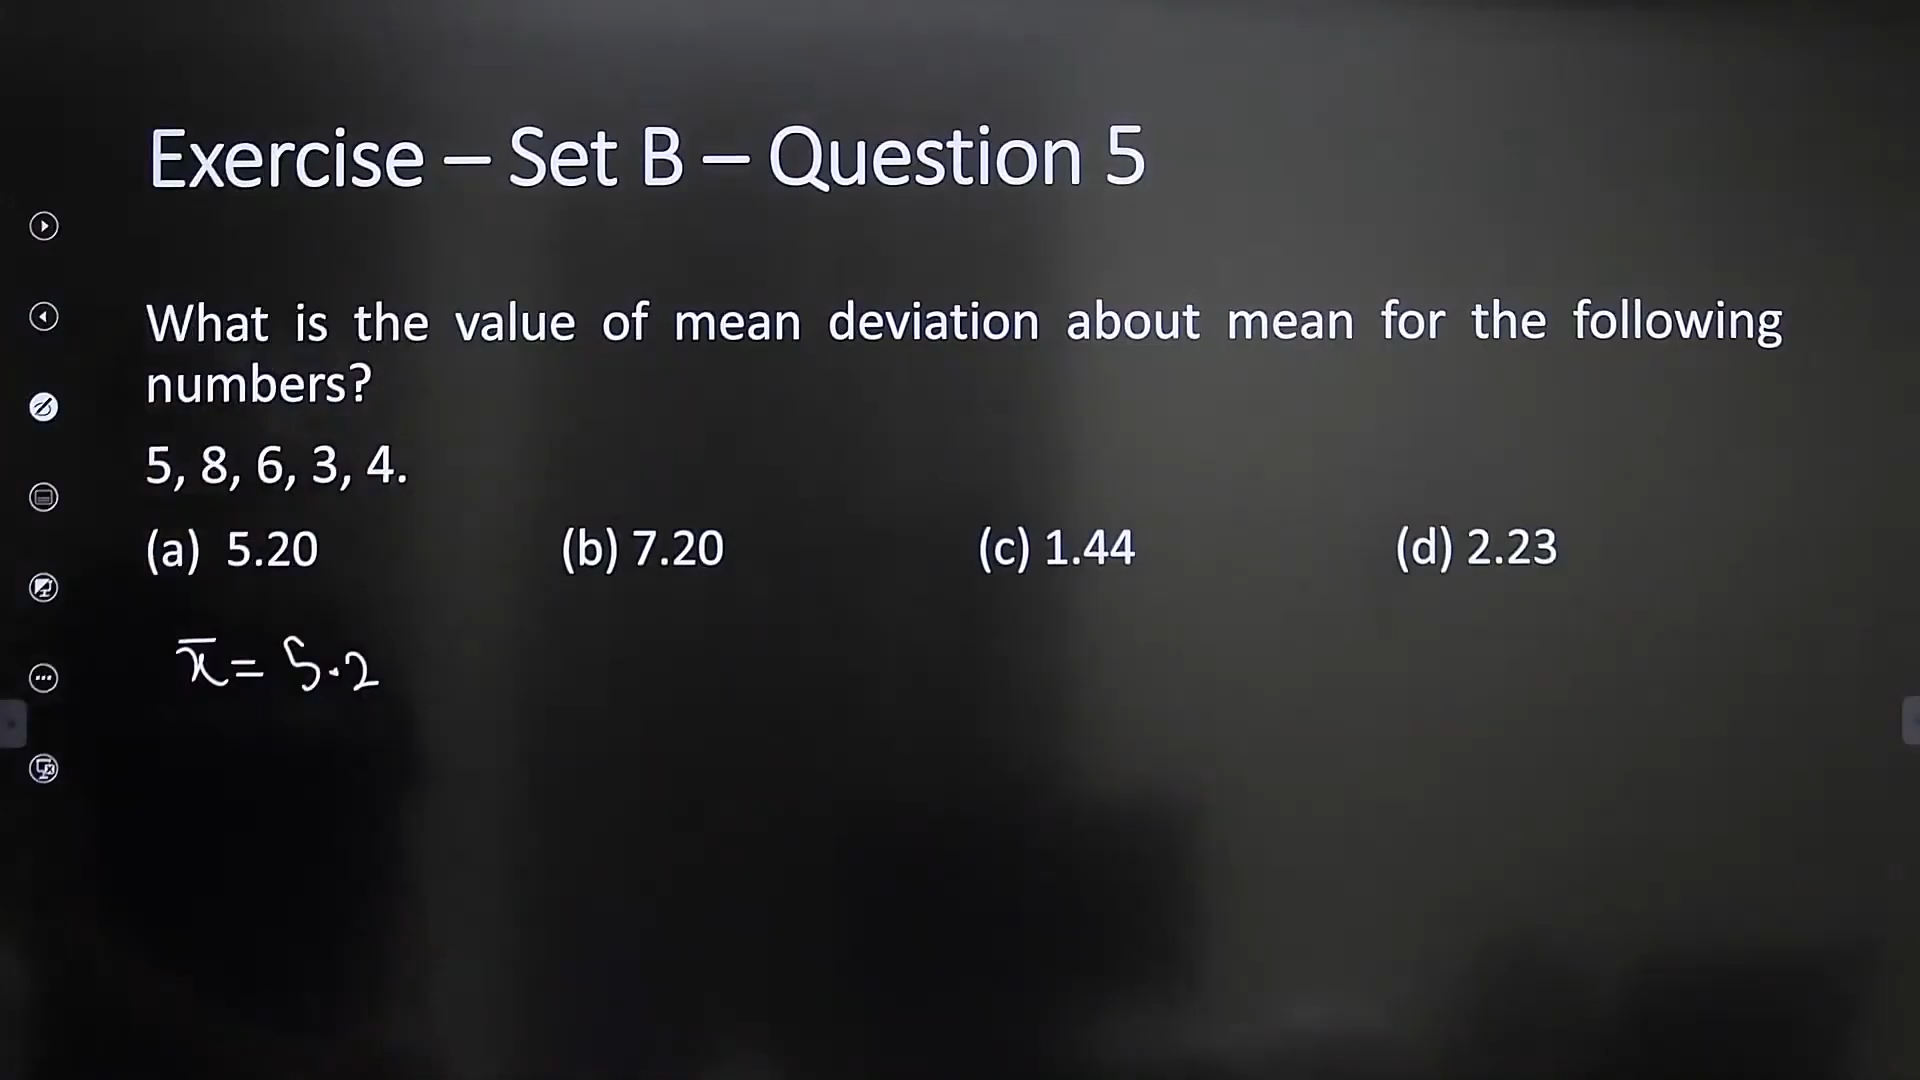 Exercise – Set B – Question 5
What is the value of mean deviation about mean for the following
numbers?
5, 8, 6, 3, 4.
(a) 5.20 (b) 7.20 (c) 1.44 (d) 2.23
x̄ = 5.2